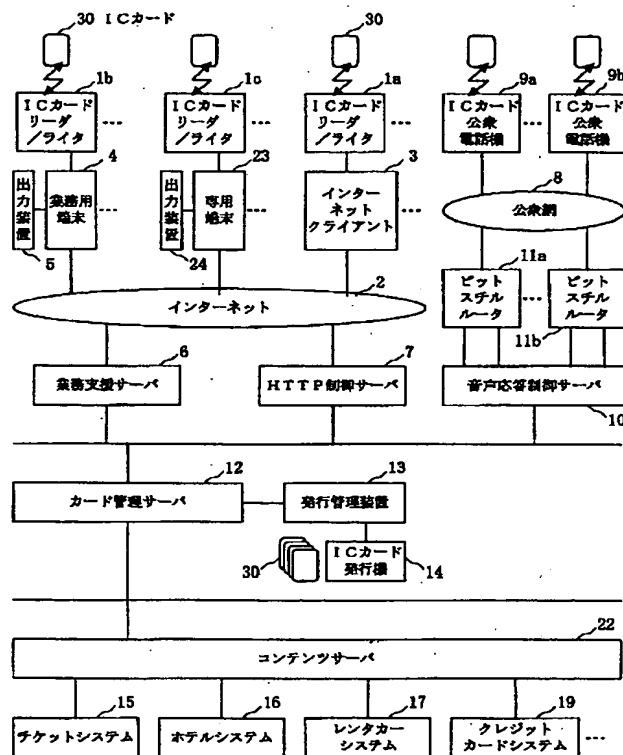 30 ICカード
30
1b
1c
1a
9a
9b
ICカード
リーダ
/ライタ
ICカード
リーダ
/ライタ
ICカード
リーダ
/ライタ
ICカード
公衆
電話機
ICカード
公衆
電話機
4
23
3
8
出力装置
業務用
端末
出力装置
専用
端末
インター
ネット
クライアント
公衆網
5
24
2
11a
インターネット
ビット
スチル
ルータ
ビット
スチル
ルータ
11b
6
7
業務支援サーバ
HTTP制御サーバ
音声応答制御サーバ
10
12
13
カード管理サーバ
発行管理装置
30
ICカード
発行機
14
22
コンテンツサーバ
15
16
17
19
チケットシステム
ホテルシステム
レンタカー
システム
クレジット
カードシステム